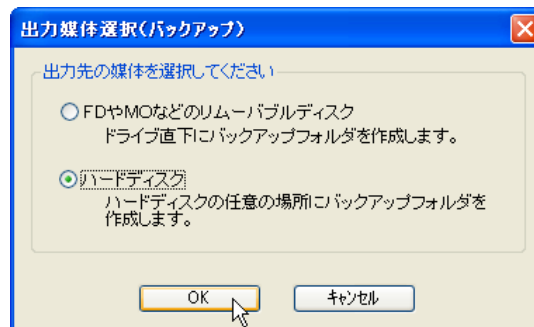 出力媒体選択(バックアップ)
出力先の媒体を選択してください
FDやMOなどのリムーバブルディスク
ドライブ直下にバックアップフォルダを作成します。
ハードディスク
ハードディスクの任意の場所にバックアップフォルダを
作成します。
OK
キャンセル